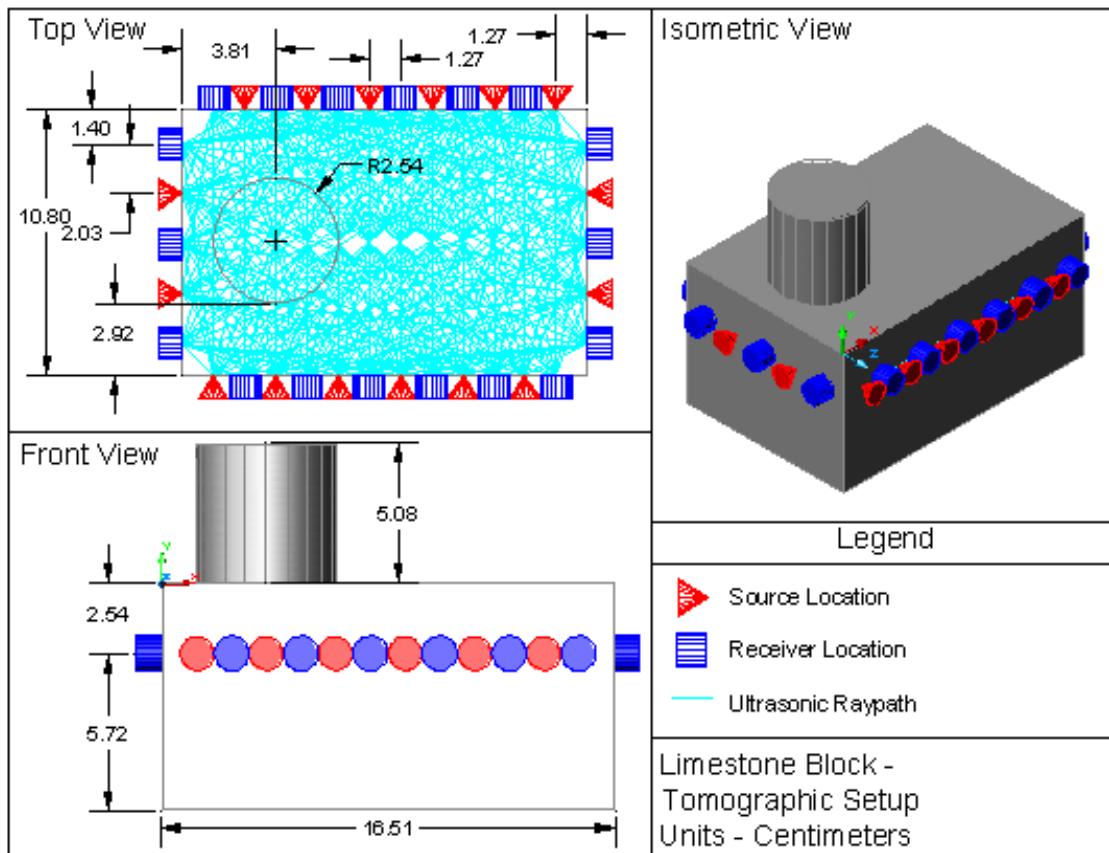 Top View
3.81
1.27
1.27
1.40
R2.54
10.80
2.03
2.92
Isometric View
Y
X
Z
Front View
5.08
Y
Z
X
2.54
5.72
16.51
Legend
Source Location
Receiver Location
Ultrasonic Raypath
Limestone Block -
Tomographic Setup
Units - Centimeters